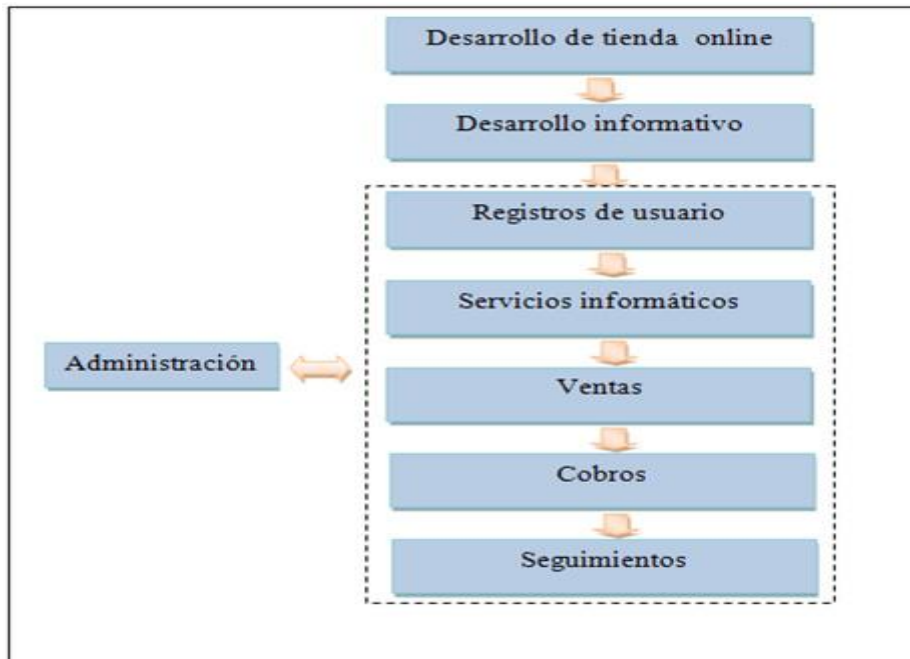 Desarrollo de tienda online
Desarrollo informativo
Registros de usuario
Servicios informáticos
Administración
Ventas
Cobros
Seguimientos